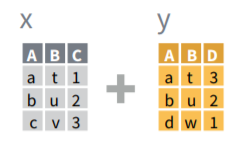 x y
A B C A B D
a t 1 + a t 3
b u 2 b u 2
c v 3 d w 1